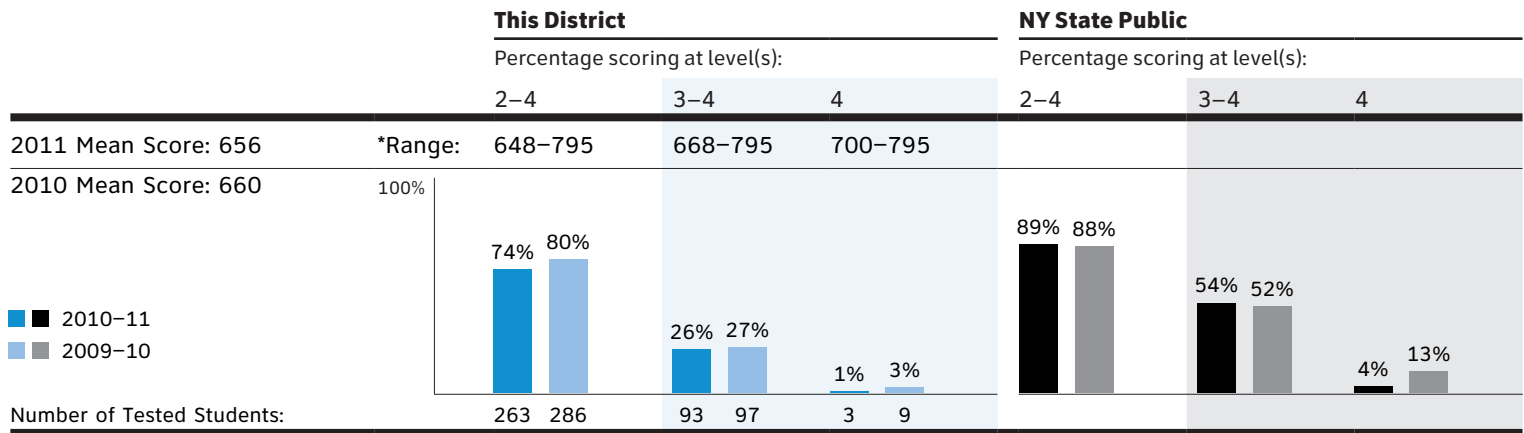 This District NY State Public
Percentage scoring at level(s): Percentage scoring at level(s):
2–4 3–4 4 2–4 3–4 4
2011 Mean Score: 656 *Range: 648–795 668–795 700–795
2010 Mean Score: 660 100%
74% 80% 26% 27% 1% 3% 89% 88% 54% 52% 4% 13%
2010–11
2009–10
Number of Tested Students: 263 286 93 97 3 9